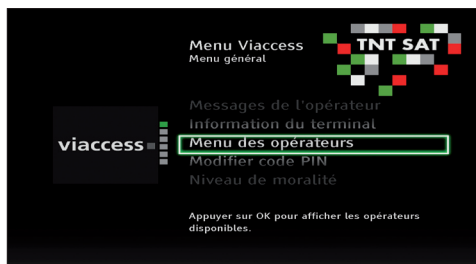 Menu Viaccess
Menu général
TNT SAT
Messages de l'opérateur
Information du terminal
Menu des opérateurs
Modifier code PIN
Niveau de moralité
viaccess
Appuyer sur OK pour afficher les opérateurs
disponibles.